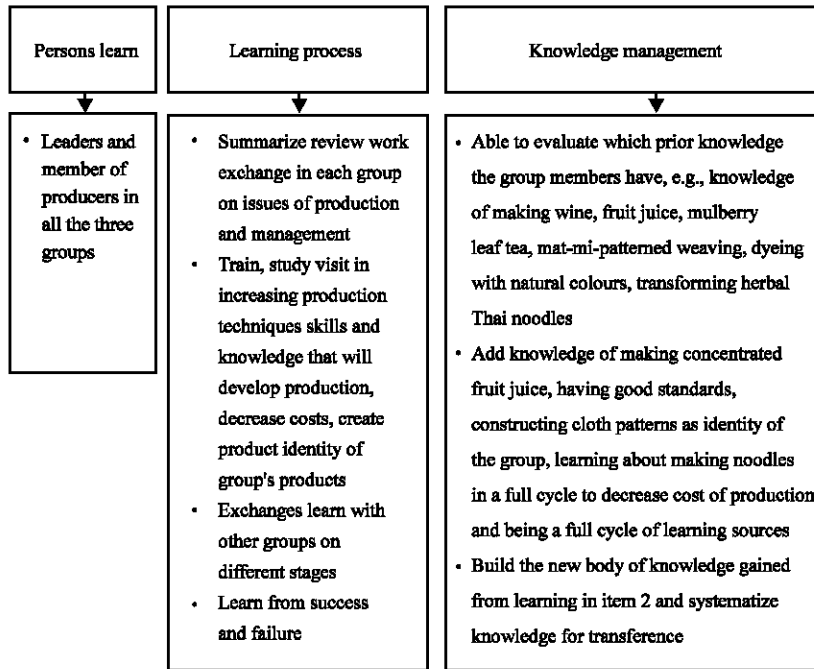 Persons learn
Learning process
Knowledge management
• Leaders and
member of
producers in
all the three
groups
• Summarize review work
exchange in each group
on issues of production
and management
• Train, study visit in
increasing production
techniques skills and
knowledge that will
develop production,
decrease costs, create
product identity of
group's products
• Exchanges learn with
other groups on
different stages
• Learn from success
and failure
• Able to evaluate which prior knowledge
the group members have, e.g., knowledge
of making wine, fruit juice, mulberry
leaf tea, mat-mi-patterned weaving, dyeing
with natural colours, transforming herbal
Thai noodles
• Add knowledge of making concentrated
fruit juice, having good standards,
constructing cloth patterns as identity of
the group, learning about making noodles
in a full cycle to decrease cost of production
and being a full cycle of learning sources
• Build the new body of knowledge gained
from learning in item 2 and systematize
knowledge for transference